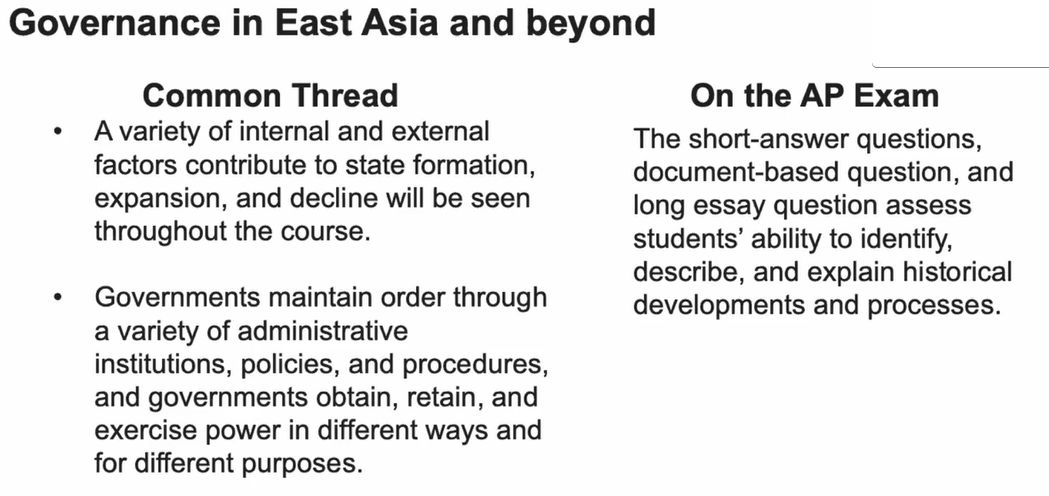 Governance in East Asia and beyond
Common Thread
• A variety of internal and external
factors contribute to state formation,
expansion, and decline will be seen
throughout the course.
• Governments maintain order through
a variety of administrative
institutions, policies, and procedures,
and governments obtain, retain, and
exercise power in different ways and
for different purposes.
On the AP Exam
The short-answer questions,
document-based question, and
long essay question assess
students’ ability to identify,
describe, and explain historical
developments and processes.